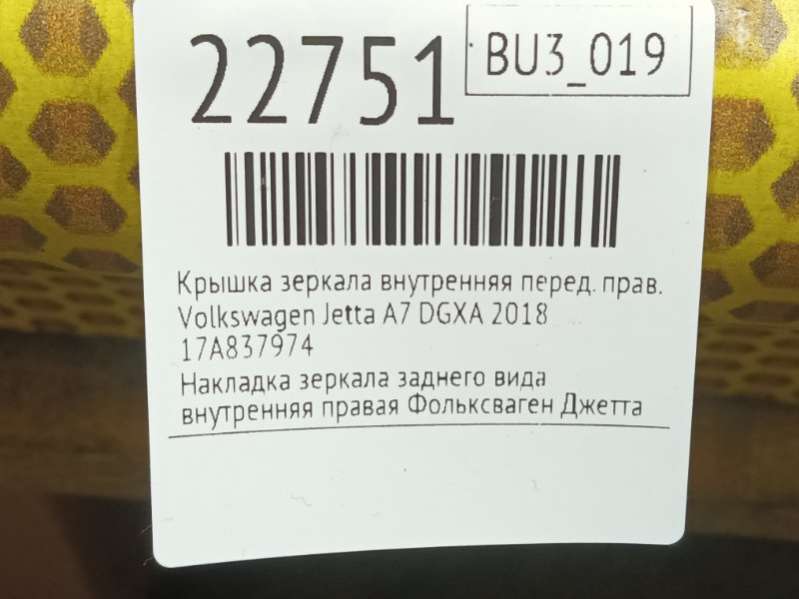 22751
BU3_019
Крышка зеркала внутренняя перед. прав.
Volkswagen Jetta A7 DGXA 2018
17A837974
Накладка зеркала заднего вида
внутренняя правая Фольксваген Джетта